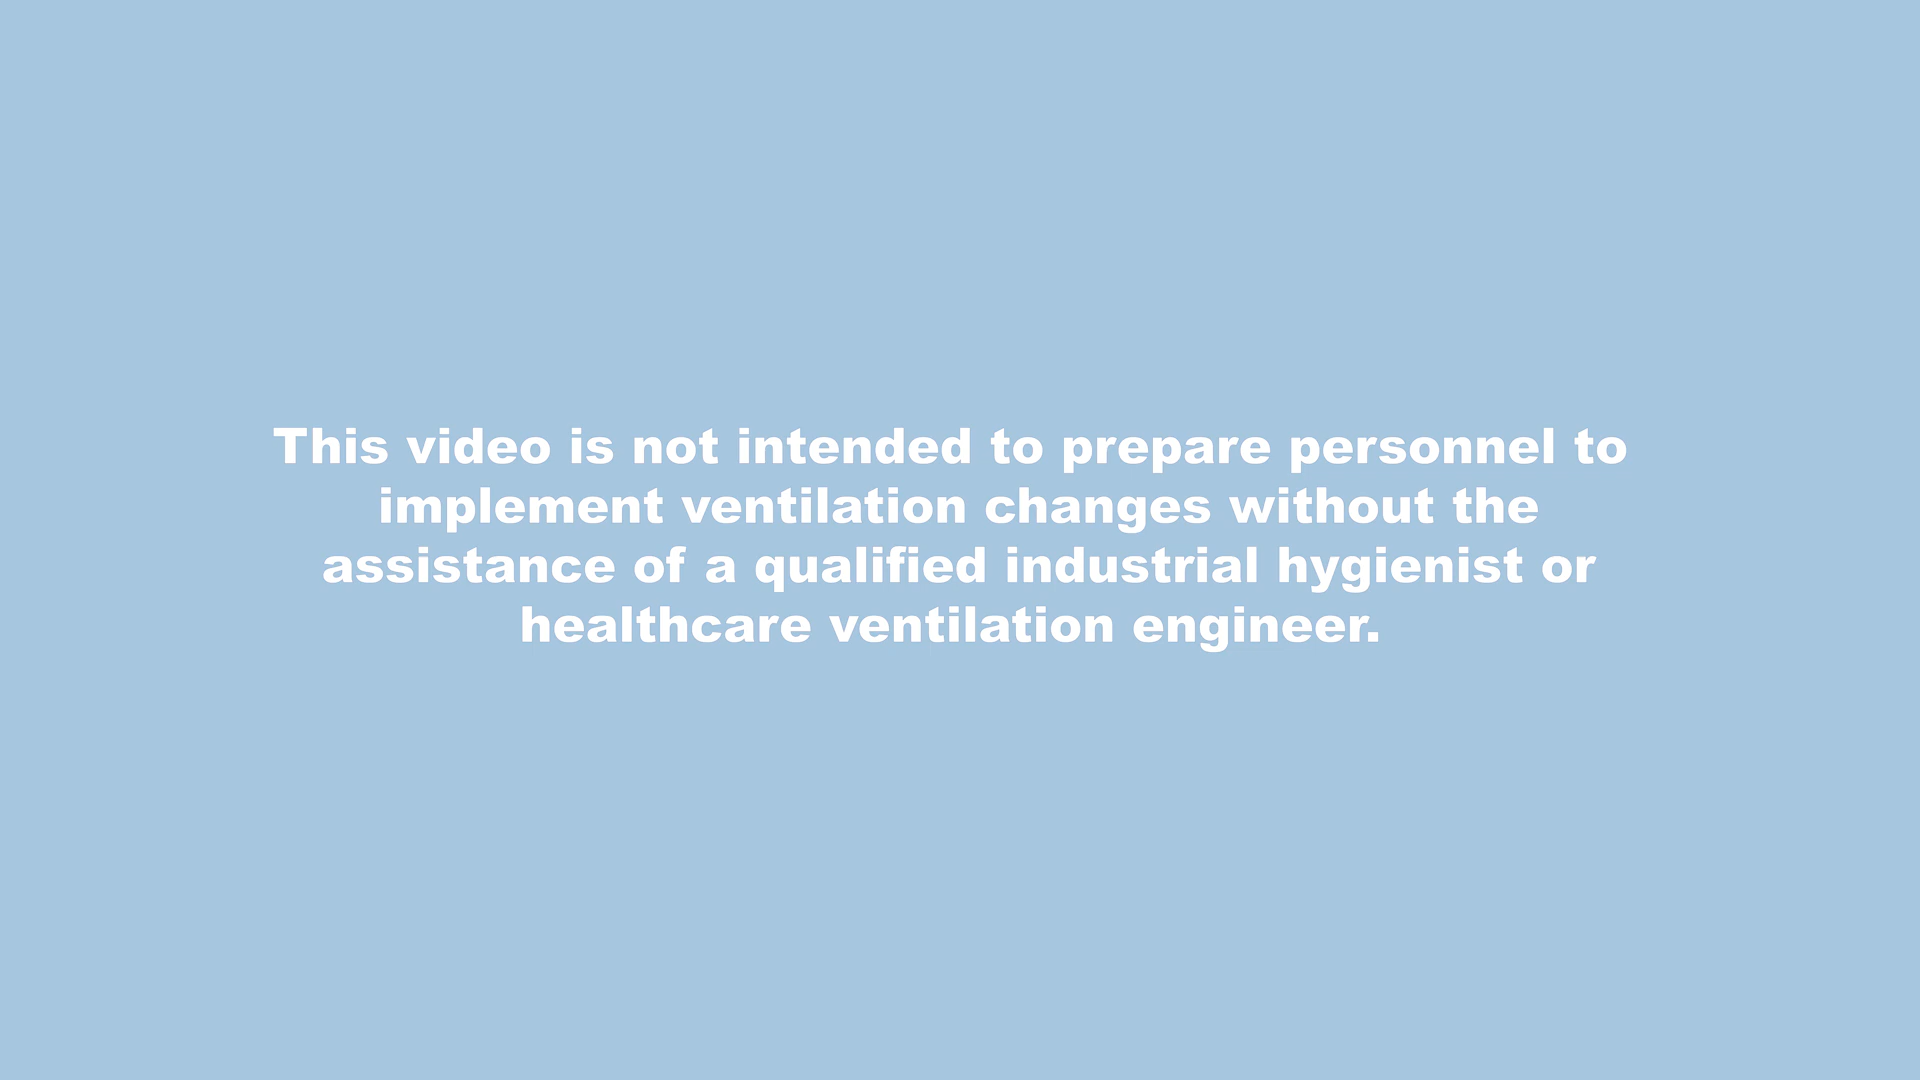 This video is not intended to prepare personnel to
implement ventilation changes without the
assistance of a qualified industrial hygienist or
healthcare ventilation engineer.